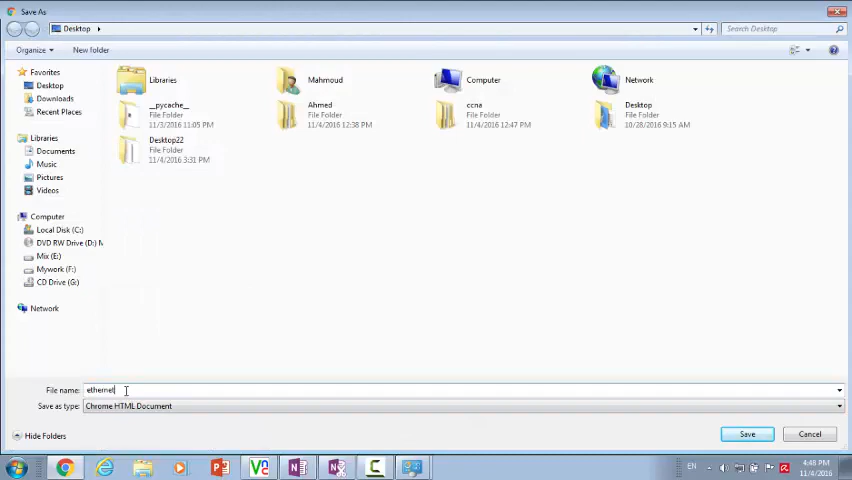 Save As
Desktop
Search Desktop
Organize
New folder
Favorites
Desktop
Downloads
Recent Places
Libraries
Documents
Music
Pictures
Videos
Computer
Local Disk (C:)
DVD RW Drive (D:) M
Mix (E:)
Mywork (F:)
CD Drive (G:)
Network
Libraries
Mahmoud
Computer
Network
__pycache__
File Folder
11/3/2016 11:05 PM
Ahmed
File Folder
11/4/2016 12:38 PM
ccna
File Folder
11/4/2016 12:47 PM
Desktop
File Folder
10/28/2016 9:15 AM
Desktop22
File Folder
11/4/2016 3:31 PM
File name: ethernet
Save as type: Chrome HTML Document
Hide Folders
Save
Cancel
EN
4:48 PM
11/4/2016